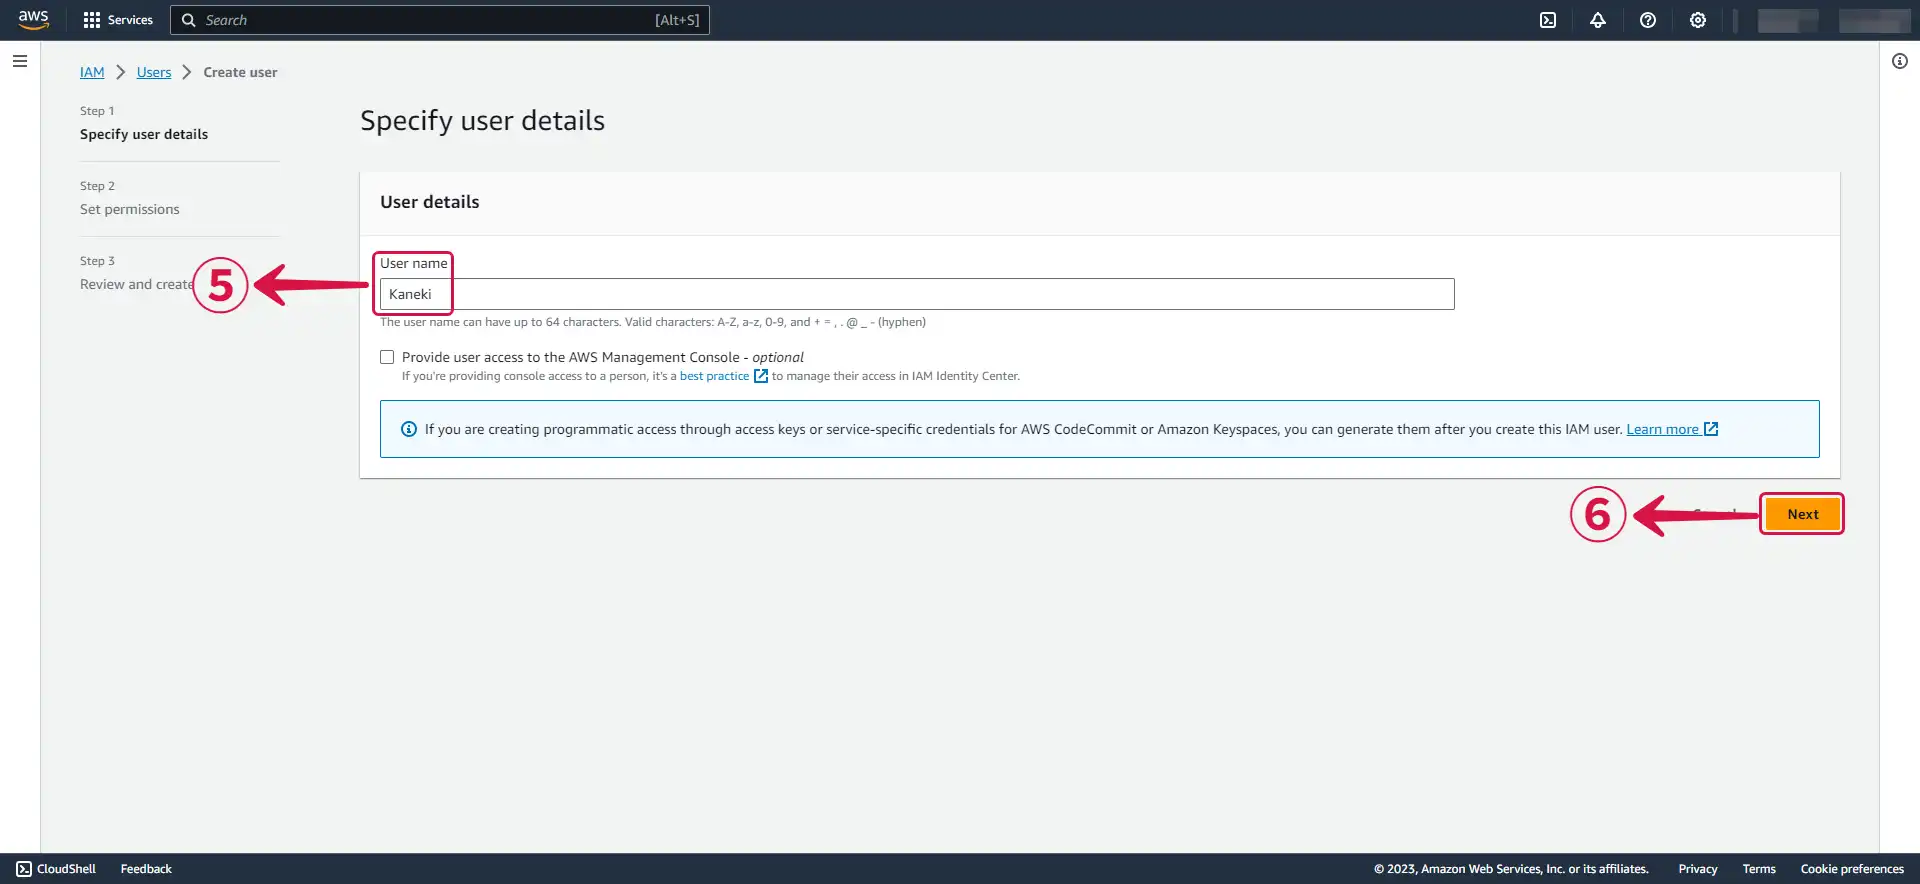 aws
Services
Search
[Alt+S]
IAM
Users
Create user
Step 1
Specify user details
Step 2
Set permissions
Step 3
Review and create
5
Specify user details
User details
User name
Kaneki
The user name can have up to 64 characters. Valid characters: A-Z, a-z, 0-9, and + = , . @ _ - (hyphen)
Provide user access to the AWS Management Console - optional
If you're providing console access to a person, it's a best practice to manage their access in IAM Identity Center.
If you are creating programmatic access through access keys or service-specific credentials for AWS CodeCommit or Amazon Keyspaces, you can generate them after you create this IAM user. Learn more
6
Next
CloudShell
Feedback
© 2023, Amazon Web Services, Inc. or its affiliates.
Privacy
Terms
Cookie preferences